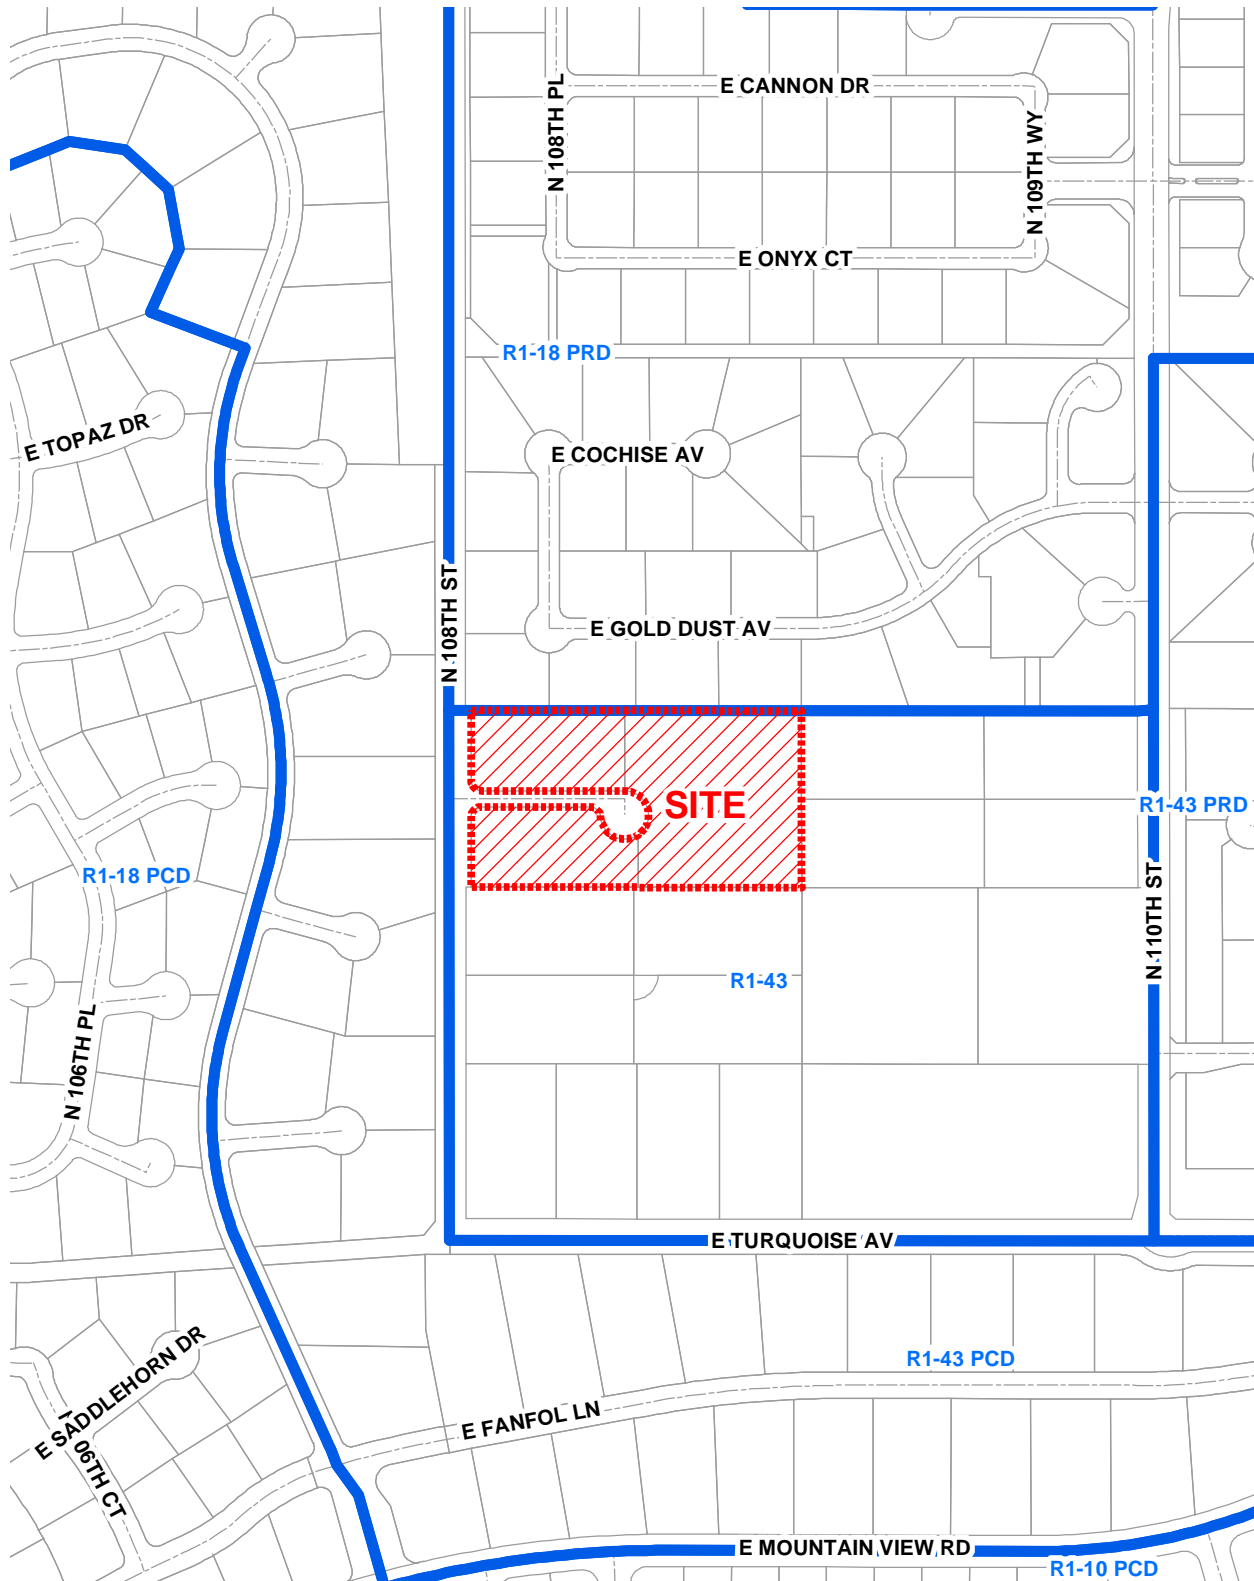 E CANNON DR
N 108TH PL
N 109TH WY
E ONYX CT
R1-18 PRD
E TOPAZ DR
E COCHISE AV
N 108TH ST
E GOLD DUST AV
SITE
R1-43 PRD
R1-18 PCD
N 110TH ST
R1-43
N 106TH PL
E TURQUOISE AV
E SADDLEHORN DR
R1-43 PCD
E FANFOL LN
06TH CT
E MOUNTAIN VIEW RD
R1-10 PCD